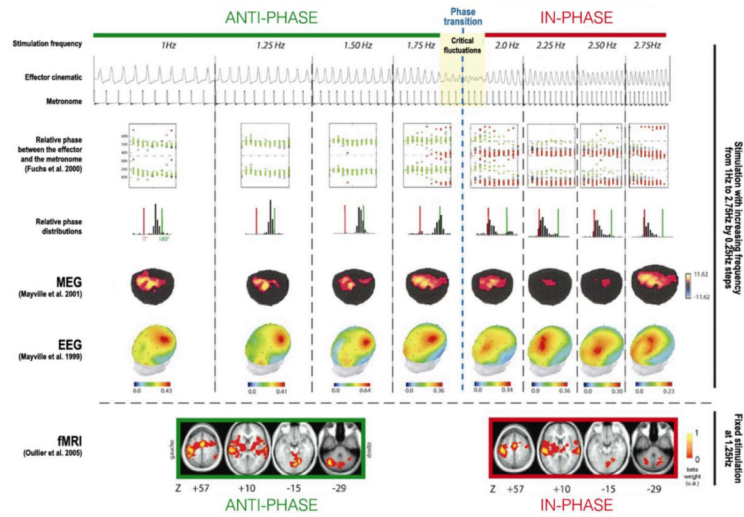 ANTI-PHASE
Phase
transition
IN-PHASE
Stimulation frequency
1Hz
1.25 Hz
1.50 Hz
1.75 Hz
Critical
fluctuations
2.0 Hz
2.25 Hz
2.50 Hz
2.75Hz
Effector cinematic
Metronome
Relative phase
between the effector
and the metronome
(Fuchs et al. 2000)
Relative phase
distributions
0°
180°
MEG
(Mayville et al. 2001)
11.62
-11.62
EEG
(Mayville et al. 1999)
0.0 0.43
0.0 0.41
0.0 0.64
0.0 0.36
0.0 0.34
0.0 0.36
0.0 0.30
0.0 0.23
Stimulation with increasing frequency
from 1Hz to 2.75Hz by 0.25Hz steps
fMRI
(Oullier et al. 2005)
gauche
droite
1
0
beta
weight
(u.a.)
Z +57 +10 -15 -29
Z +57 +10 -15 -29
ANTI-PHASE
IN-PHASE
Fixed stimulation
at 1.25Hz